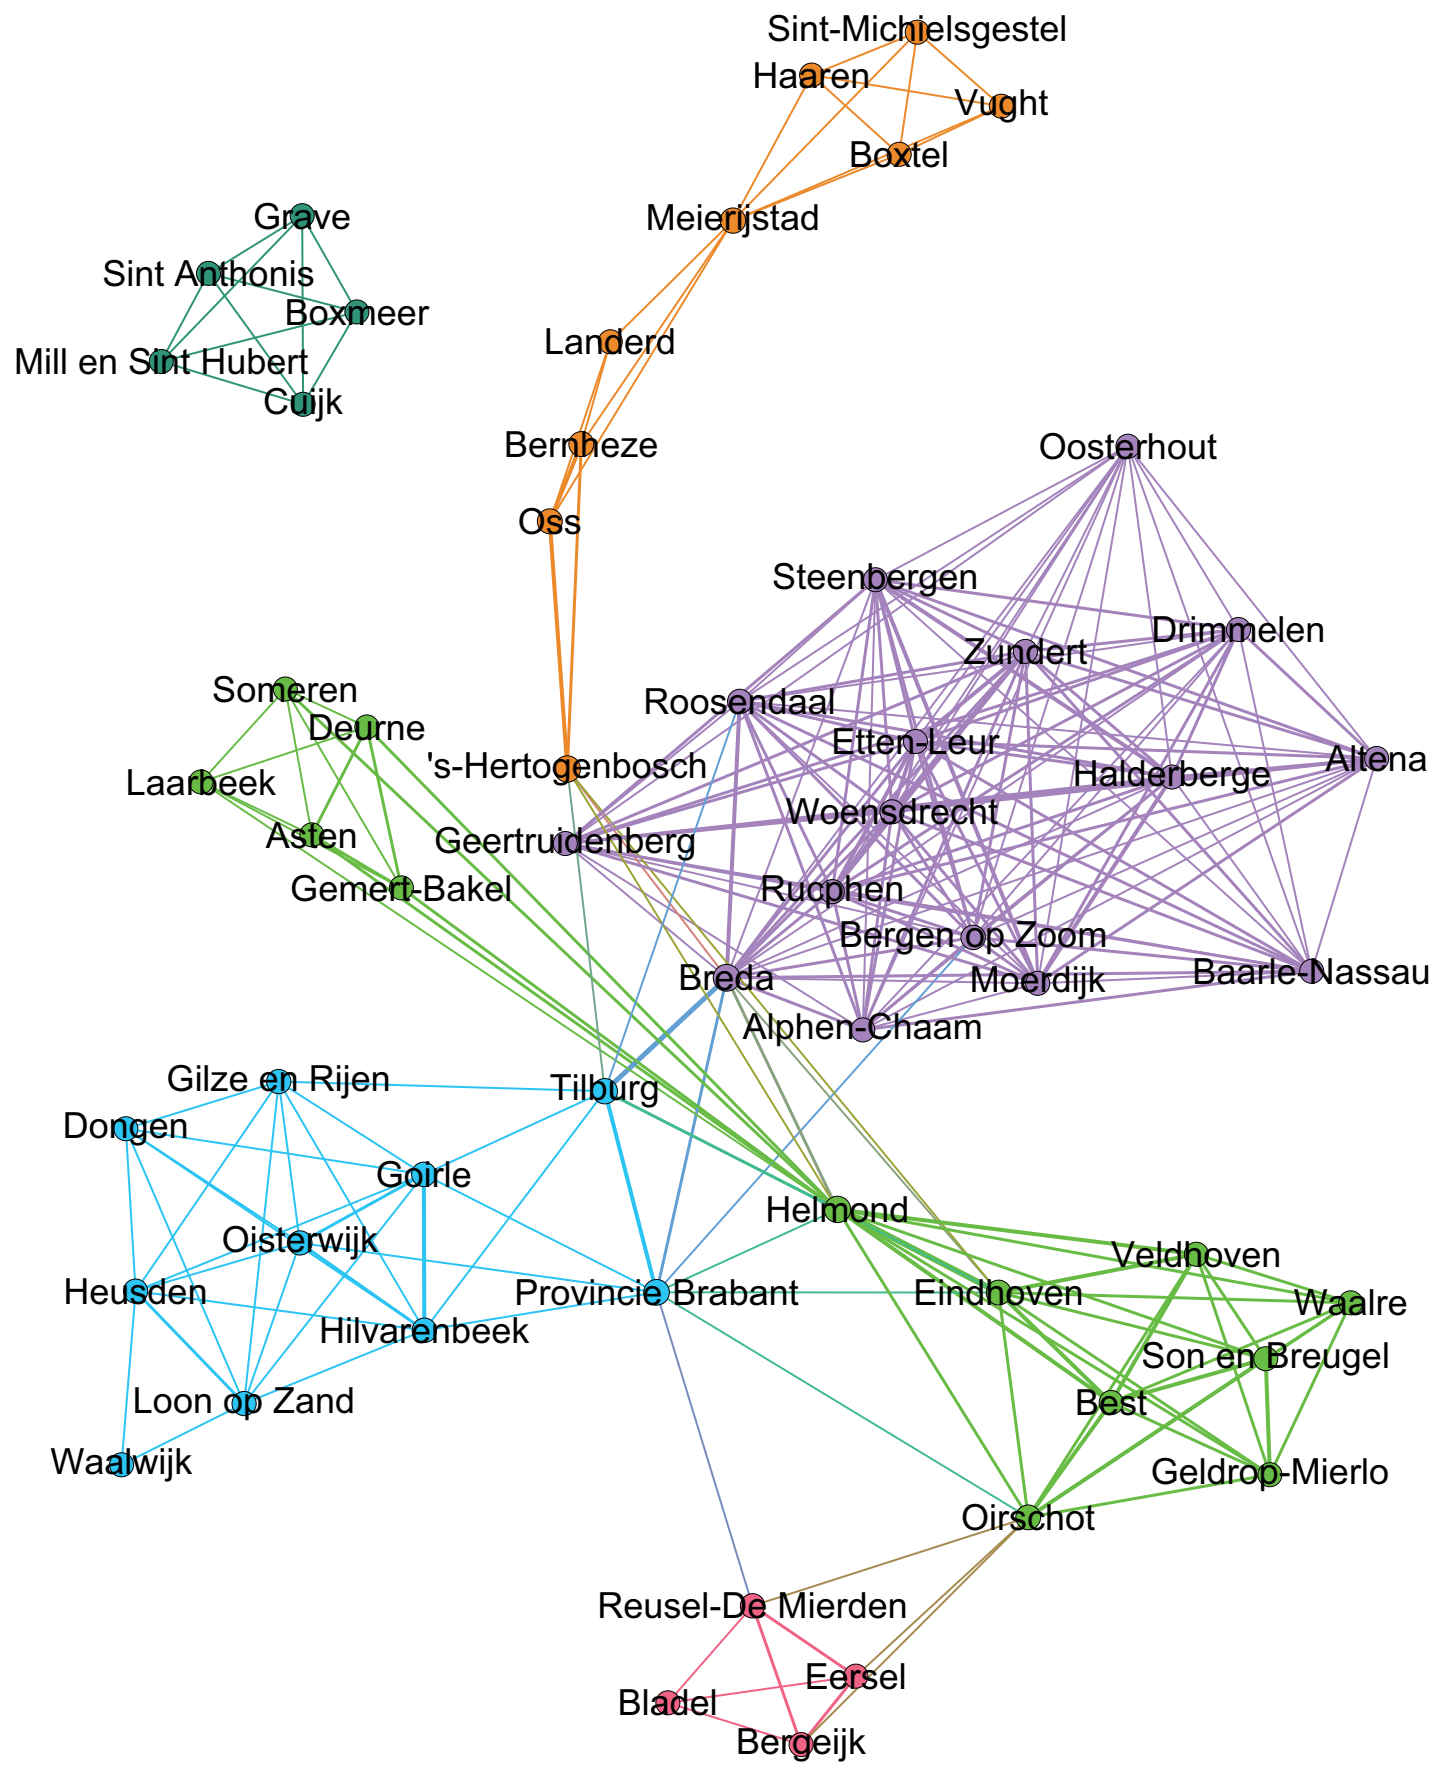 Sint-Michielsgestel
Haaren
Vught
Boxtel
Meierijstad
Grave
Sint Anthonis
Boxmeer
Mill en Sint Hubert
Cuijk
Landerd
Bernheze
Oss
Oosterhout
Steenbergen
Drimmelen
Zundert
Someren
Roosendaal
Deurne
Etten-Leur
Altena
's-Hertogenbosch
Halderberge
Laarbeek
Woensdrecht
Asten
Geertruidenberg
Gemert-Bakel
Rucphen
Bergen op Zoom
Breda
Moerdijk
Baarle-Nassau
Alphen-Chaam
Gilze en Rijen
Tilburg
Dongen
Goirle
Helmond
Oisterwijk
Veldhoven
Heusden
Provincie Brabant
Eindhoven
Waalre
Hilvarenbeek
Son en Breugel
Loon op Zand
Best
Waalwijk
Geldrop-Mierlo
Oirschot
Reusel-De Mierden
Eersel
Bladel
Bergeijk